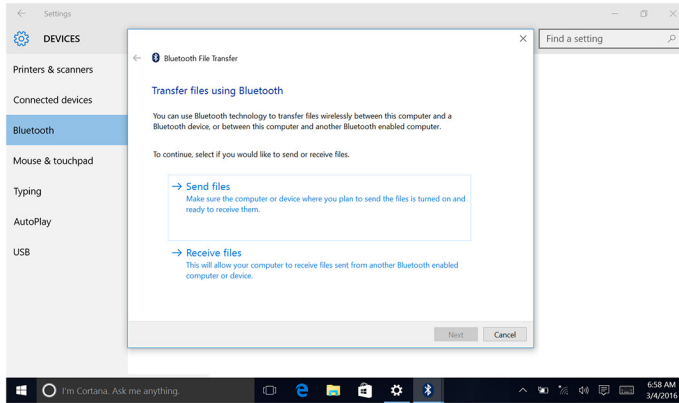 Settings
DEVICES
Find a setting
Printers & scanners
Connected devices
Bluetooth
Mouse & touchpad
Typing
AutoPlay
USB
Bluetooth File Transfer
Transfer files using Bluetooth
You can use Bluetooth technology to transfer files wirelessly between this computer and a
Bluetooth device, or between this computer and another Bluetooth enabled computer.
To continue, select if you would like to send or receive files.
Send files
Make sure the computer or device where you plan to send the files is turned on and
ready to receive them.
Receive files
This will allow your computer to receive files sent from another Bluetooth enabled
computer or device.
Next Cancel
I'm Cortana. Ask me anything.
6:58 AM
3/4/2016